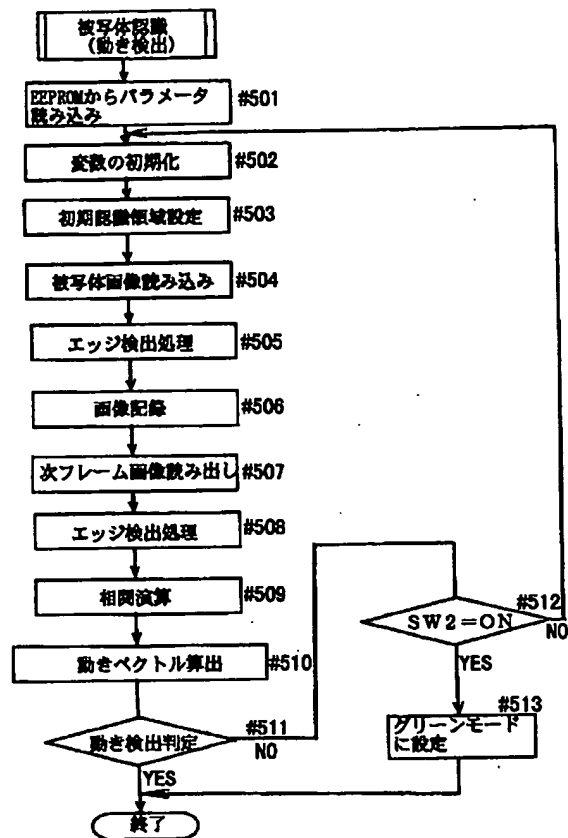 被写体認識
(動き検出)
EEPROMからパラメータ
読み込み
#501
変数の初期化
#502
初期認識領域設定
#503
被写体画像読み込み
#504
エッジ検出処理
#505
画像記録
#506
次フレーム画像読み出し
#507
エッジ検出処理
#508
相関演算
#509
動きベクトル算出
#510
動き検出判定
#511
NO
YES
SW2=ON
#512
NO
YES
#513
グリーンモード
に設定
終了